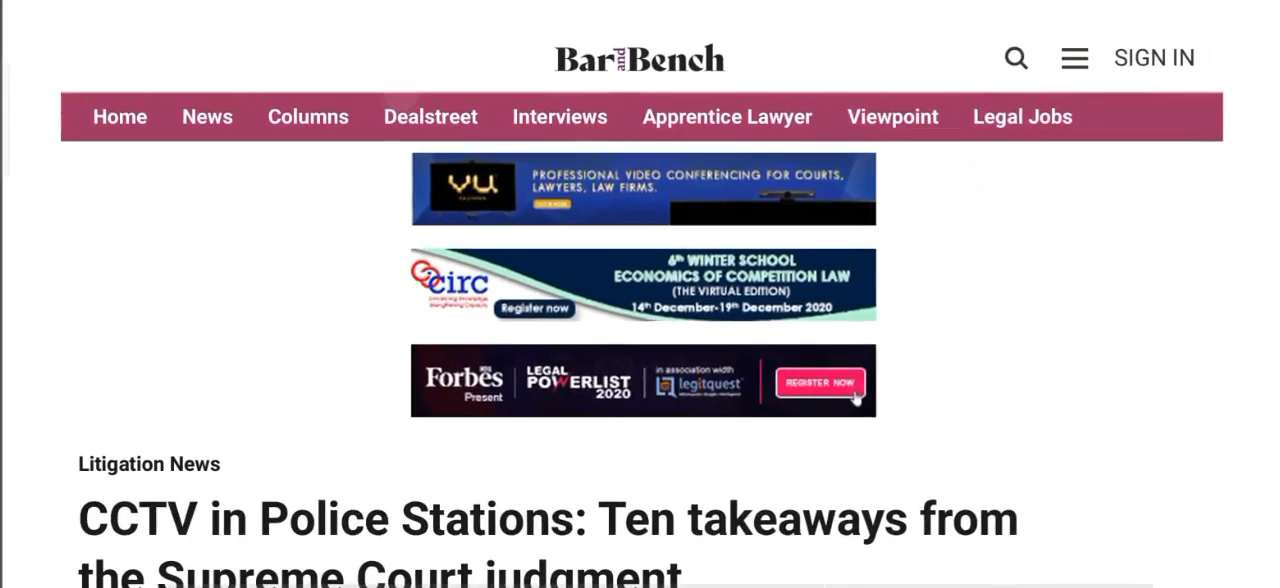 Bar and Bench
SIGN IN
Home News Columns Dealstreet Interviews Apprentice Lawyer Viewpoint Legal Jobs
VU
PROFESSIONAL VIDEO CONFERENCING FOR COURTS,
LAWYERS, LAW FIRMS.
circ
Register now
6th WINTER SCHOOL
ECONOMICS OF COMPETITION LAW
(THE VIRTUAL EDITION)
14th December-19th December 2020
Forbes
Present
LEGAL
POWERLIST
2020
in association with
legitquest
REGISTER NOW
Litigation News
CCTV in Police Stations: Ten takeaways from
the Supreme Court judgment